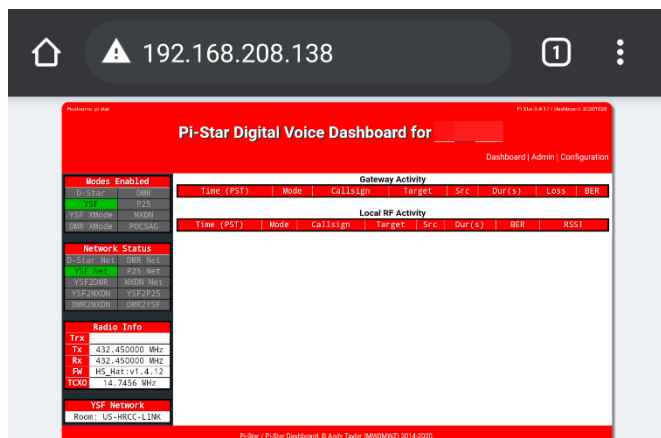 192.168.208.138
1
Hostname: pi-star
Pi-Star:3.4.17 / Dashboard: 20201028
Pi-Star Digital Voice Dashboard for
Dashboard | Admin | Configuration
Modes Enabled
D-Star DMR
YSF P25
YSF XMode NXDN
DMR XMode POCSAG
Network Status
D-Star Net DMR Net
YSF Net P25 Net
YSF2DMR NXDN Net
YSF2NXDN YSF2P25
DMR2NXDN DMR2YSF
Radio Info
Trx
Tx 432.450000 MHz
Rx 432.450000 MHz
FW HS_Hat:v1.4.12
TCXO 14.7456 MHz
YSF Network
Room: US-HRCC-LINK
Gateway Activity
Time (PST) Mode Callsign Target Src Dur(s) Loss BER
Local RF Activity
Time (PST) Mode Callsign Target Src Dur(s) BER RSSI
Pi-Star / Pi-Star Dashboard, © Andy Taylor (MW0MWZ) 2014-2020.